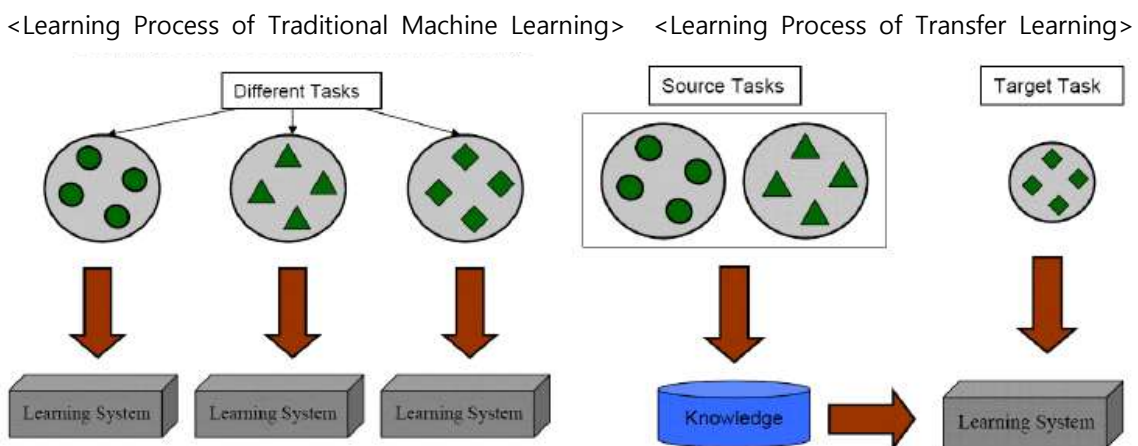 <Learning Process of Traditional Machine Learning>
<Learning Process of Transfer Learning>
Different Tasks
Learning System
Learning System
Learning System
Source Tasks
Target Task
Knowledge
Learning System